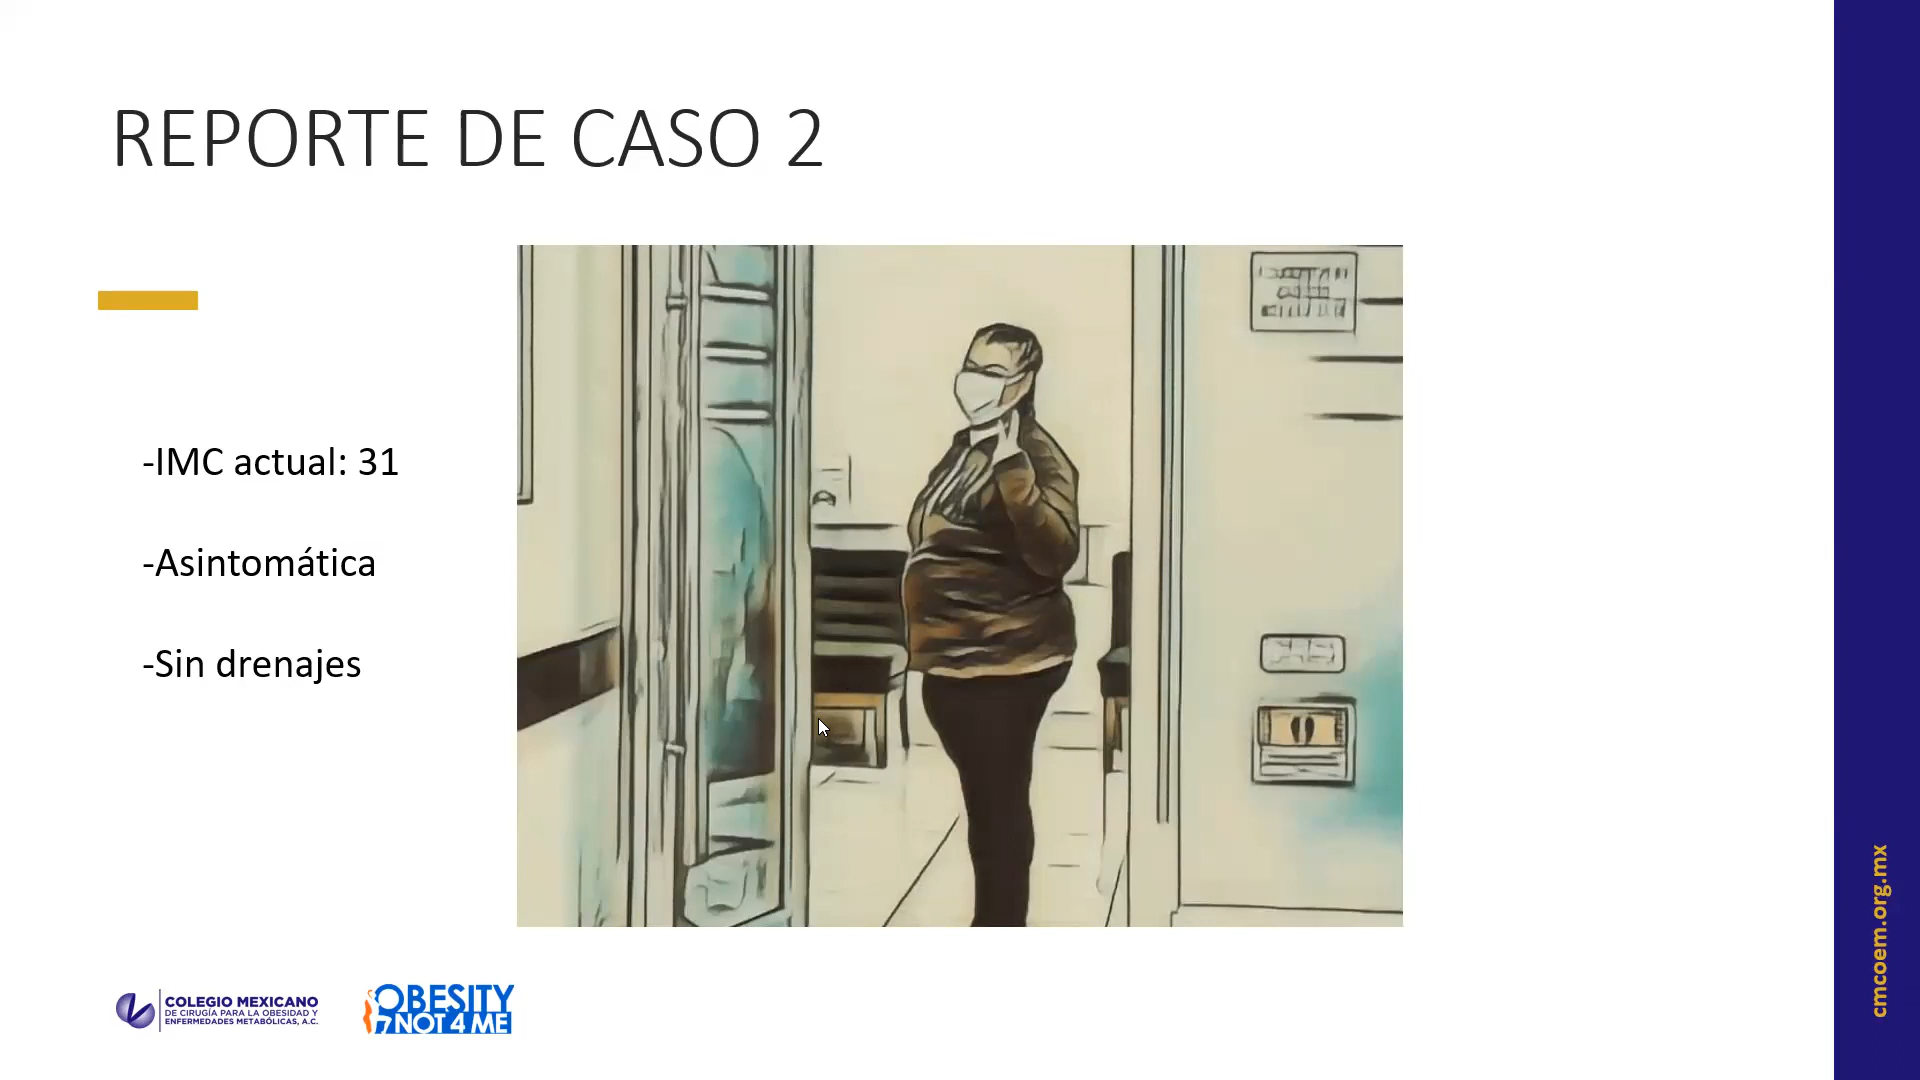 REPORTE DE CASO 2
-IMC actual: 31
-Asintomática
-Sin drenajes
COLEGIO MEXICANO
DE CIRUGÍA PARA LA OBESIDAD Y
ENFERMEDADES METABÓLICAS, A.C.
OBESITY
NOT 4 ME
cmcoem.org.mx